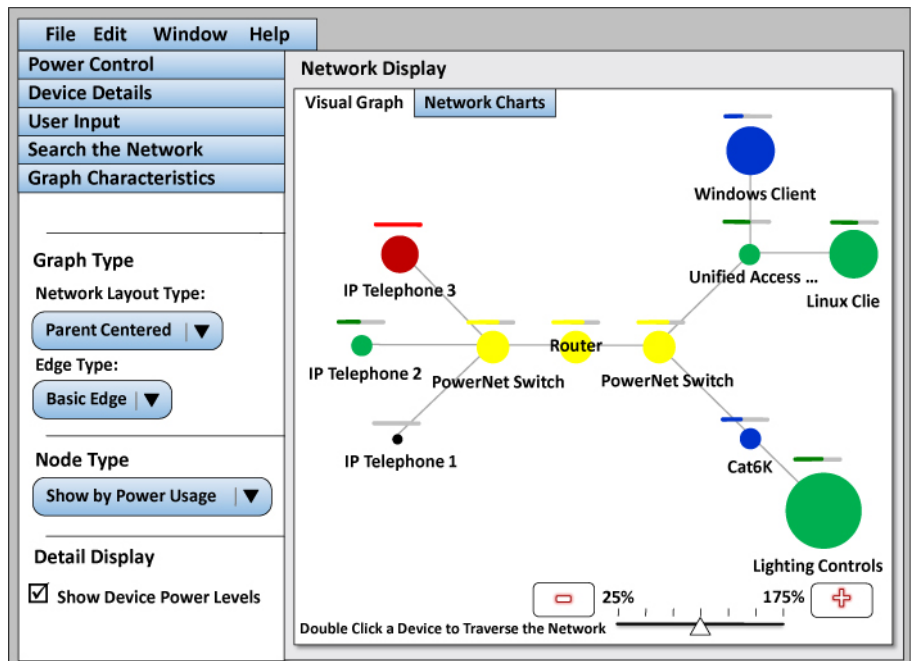 File Edit Window Help
Power Control
Device Details
User Input
Search the Network
Graph Characteristics
Graph Type
Network Layout Type:
Parent Centered
Edge Type:
Basic Edge
Node Type
Show by Power Usage
Detail Display
Show Device Power Levels
Network Display
Visual Graph
Network Charts
Windows Client
Unified Access ...
Linux Clie
IP Telephone 3
IP Telephone 2
PowerNet Switch
Router
PowerNet Switch
IP Telephone 1
Cat6K
Lighting Controls
25%
175%
Double Click a Device to Traverse the Network